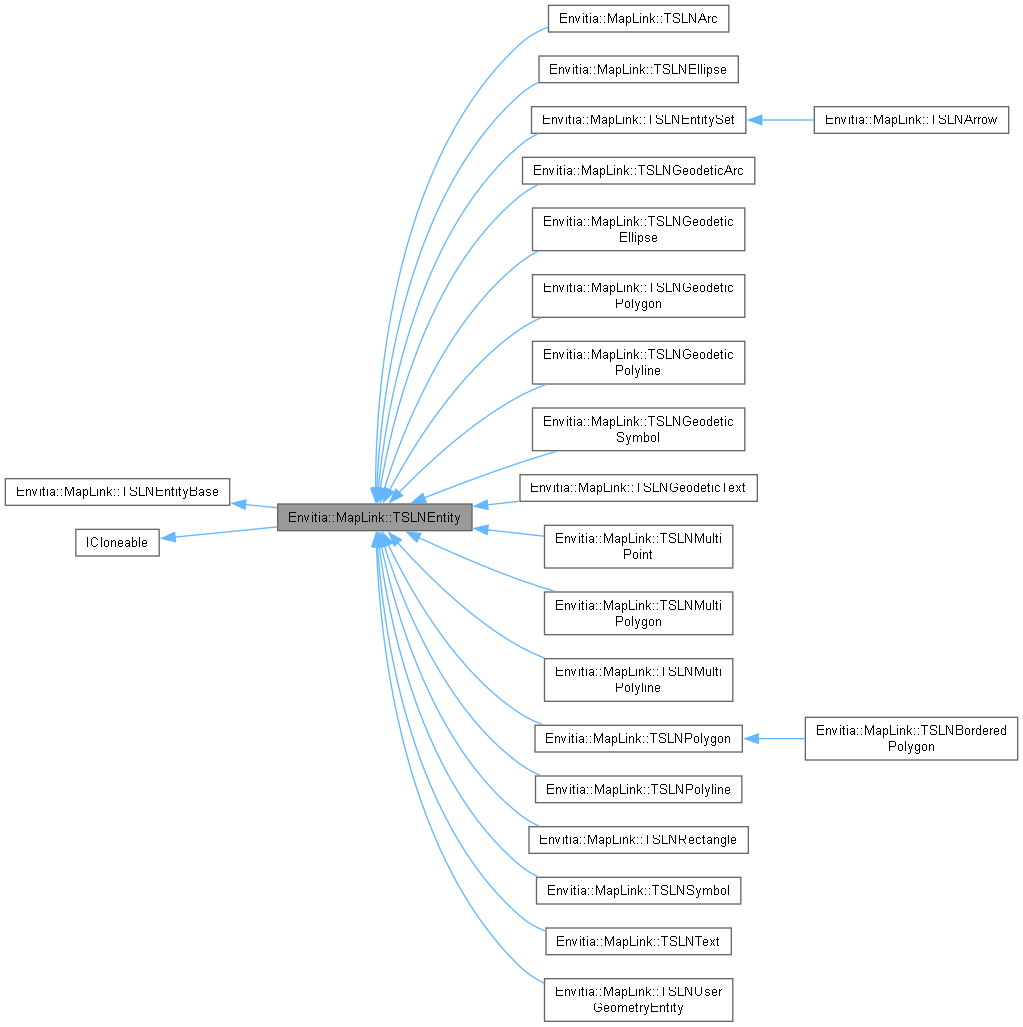 Envitia::MapLink::TSLNArc
Envitia::MapLink::TSLNEllipse
Envitia::MapLink::TSLNEntitySet
Envitia::MapLink::TSLNArrow
Envitia::MapLink::TSLNGeodeticArc
Envitia::MapLink::TSLNGeodetic
Ellipse
Envitia::MapLink::TSLNGeodetic
Polygon
Envitia::MapLink::TSLNGeodetic
Polyline
Envitia::MapLink::TSLNGeodetic
Symbol
Envitia::MapLink::TSLNEntityBase
Envitia::MapLink::TSLNGeodeticText
Envitia::MapLink::TSLNEntity
ICloneable
Envitia::MapLink::TSLNMulti
Point
Envitia::MapLink::TSLNMulti
Polygon
Envitia::MapLink::TSLNMulti
Polyline
Envitia::MapLink::TSLNPolygon
Envitia::MapLink::TSLNBordered
Polygon
Envitia::MapLink::TSLNPolyline
Envitia::MapLink::TSLNRectangle
Envitia::MapLink::TSLNSymbol
Envitia::MapLink::TSLNText
Envitia::MapLink::TSLNUser
GeometryEntity